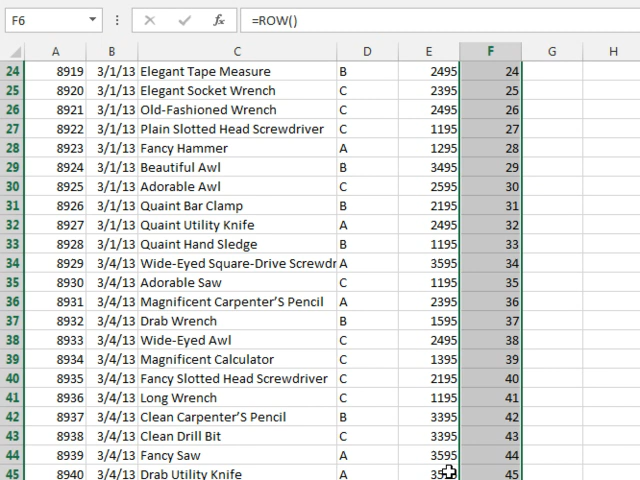 F6 fx =ROW()
A B C D E F G H
24 8919 3/1/13 Elegant Tape Measure B 2495 24
25 8920 3/1/13 Elegant Socket Wrench C 2395 25
26 8921 3/1/13 Old-Fashioned Wrench C 2495 26
27 8922 3/1/13 Plain Slotted Head Screwdriver C 1195 27
28 8923 3/1/13 Fancy Hammer A 1295 28
29 8924 3/1/13 Beautiful Awl B 3495 29
30 8925 3/1/13 Adorable Awl C 2595 30
31 8926 3/1/13 Quaint Bar Clamp B 2195 31
32 8927 3/1/13 Quaint Utility Knife A 2495 32
33 8928 3/1/13 Quaint Hand Sledge B 1195 33
34 8929 3/4/13 Wide-Eyed Square-Drive Screwdr A 3595 34
35 8930 3/4/13 Adorable Saw C 1195 35
36 8931 3/4/13 Magnificent Carpenter'S Pencil A 2395 36
37 8932 3/4/13 Drab Wrench B 1595 37
38 8933 3/4/13 Wide-Eyed Awl C 2495 38
39 8934 3/4/13 Magnificent Calculator C 1395 39
40 8935 3/4/13 Fancy Slotted Head Screwdriver C 2195 40
41 8936 3/4/13 Long Wrench C 1195 41
42 8937 3/4/13 Clean Carpenter'S Pencil B 3395 42
43 8938 3/4/13 Clean Drill Bit C 3395 43
44 8939 3/4/13 Fancy Saw A 3595 44
45 8940 3/4/13 Drab Utility Knife A 45